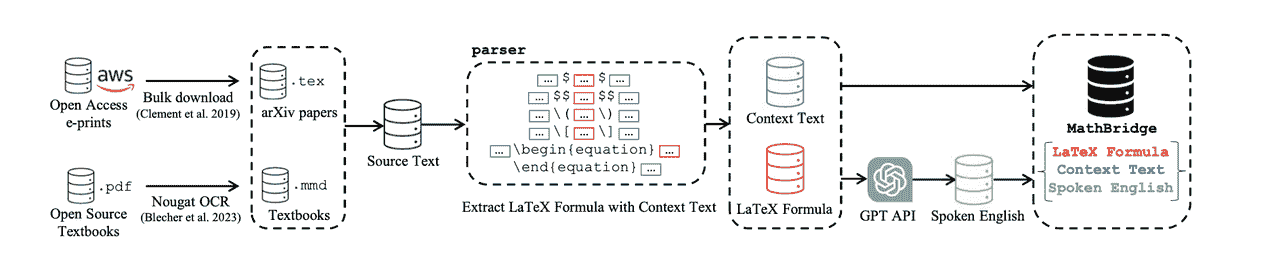 aws
Open Access
e-prints
Bulk download
(Clement et al. 2019)
.tex
arXiv papers
.pdf
Open Source
Textbooks
Nougat OCR
(Blecher et al. 2023)
.mmd
Textbooks
Source Text
parser
... $ ... $ ...
... $$ ... $$ ...
... \( ... \) ...
... \[ ... \] ...
... \begin{equation} ...
\end{equation} ...
Extract LaTeX Formula with Context Text
Context Text
LaTeX Formula
GPT API
Spoken English
MathBridge
LaTeX Formula
Context Text
Spoken English